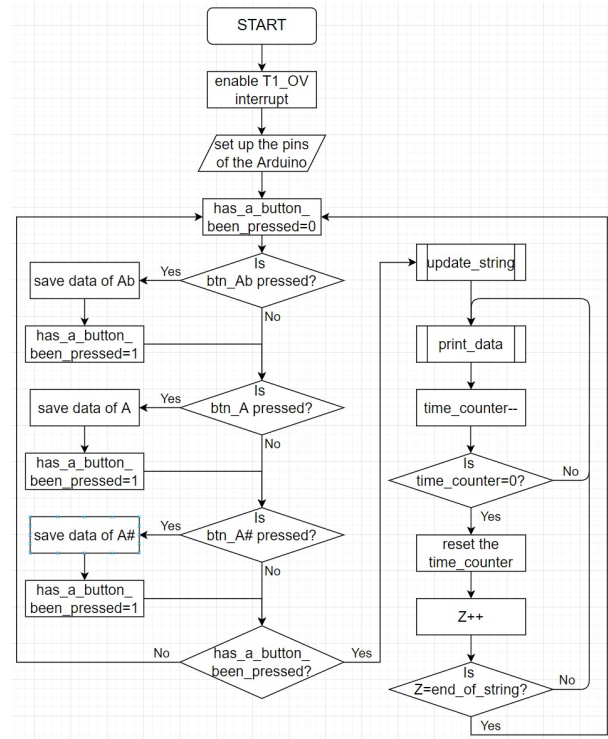 START
enable T1_OV
interrupt
set up the pins
of the Arduino
has_a_button_
been_pressed=0
Is
btn_Ab pressed?
Yes
save data of Ab
No
has_a_button_
been_pressed=1
Is
btn_A pressed?
Yes
save data of A
No
has_a_button_
been_pressed=1
Is
btn_A# pressed?
Yes
save data of A#
No
has_a_button_
been_pressed=1
has_a_button_
been_pressed?
No
Yes
update_string
print_data
time_counter--
Is
time_counter=0?
No
Yes
reset the
time_counter
Z++
Is
Z=end_of_string?
No
Yes